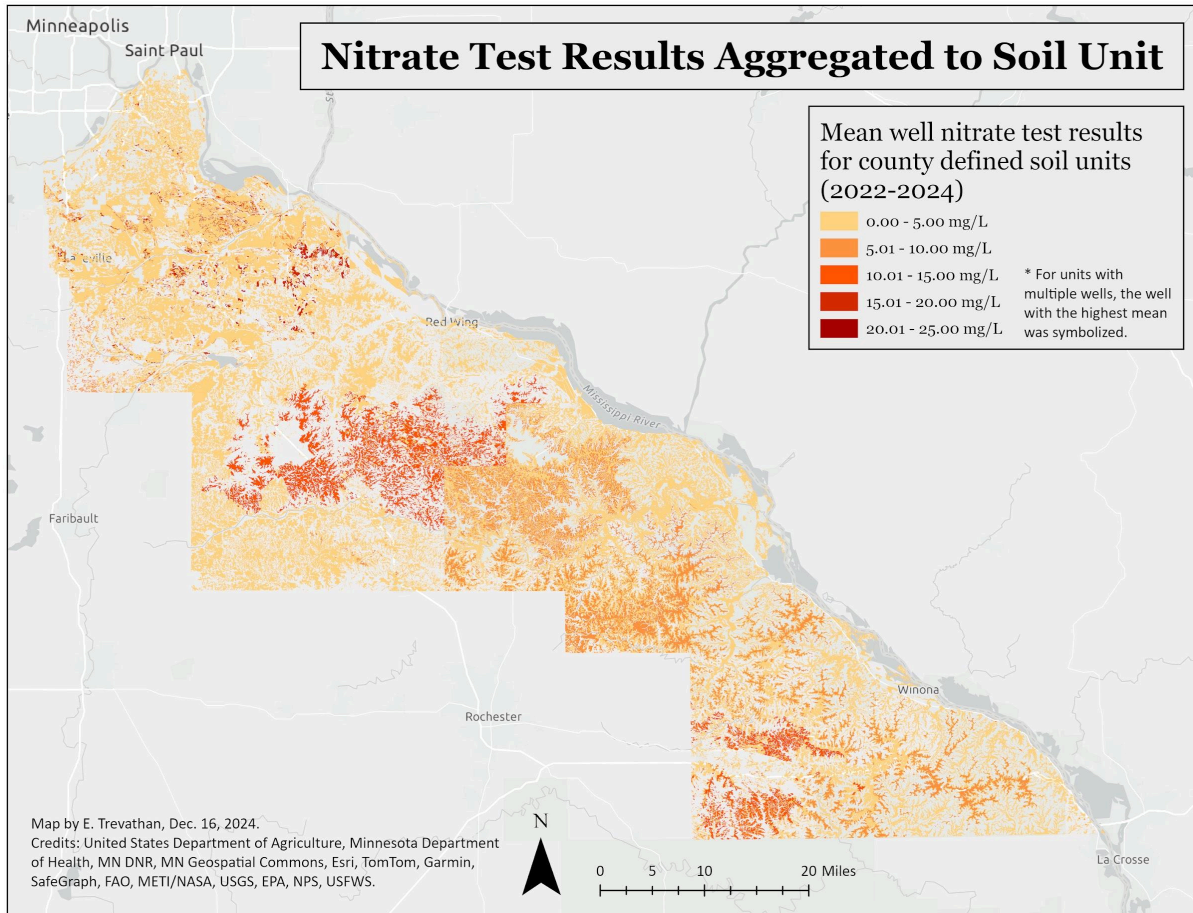 Minneapolis
Saint Paul
Nitrate Test Results Aggregated to Soil Unit
35
Mean well nitrate test results
for county defined soil units
(2022-2024)
0.00 - 5.00 mg/L
5.01 - 10.00 mg/L
10.01 - 15.00 mg/L
15.01 - 20.00 mg/L
20.01 - 25.00 mg/L
* For units with
multiple wells, the well
with the highest mean
was symbolized.
Red Wing
Mississippi River
Faribault
Rochester
Winona
La Crosse
Map by E. Trevathan, Dec. 16, 2024.
Credits: United States Department of Agriculture, Minnesota Department
of Health, MN DNR, MN Geospatial Commons, Esri, TomTom, Garmin,
SafeGraph, FAO, METI/NASA, USGS, EPA, NPS, USFWS.
N
0 5 10 20 Miles